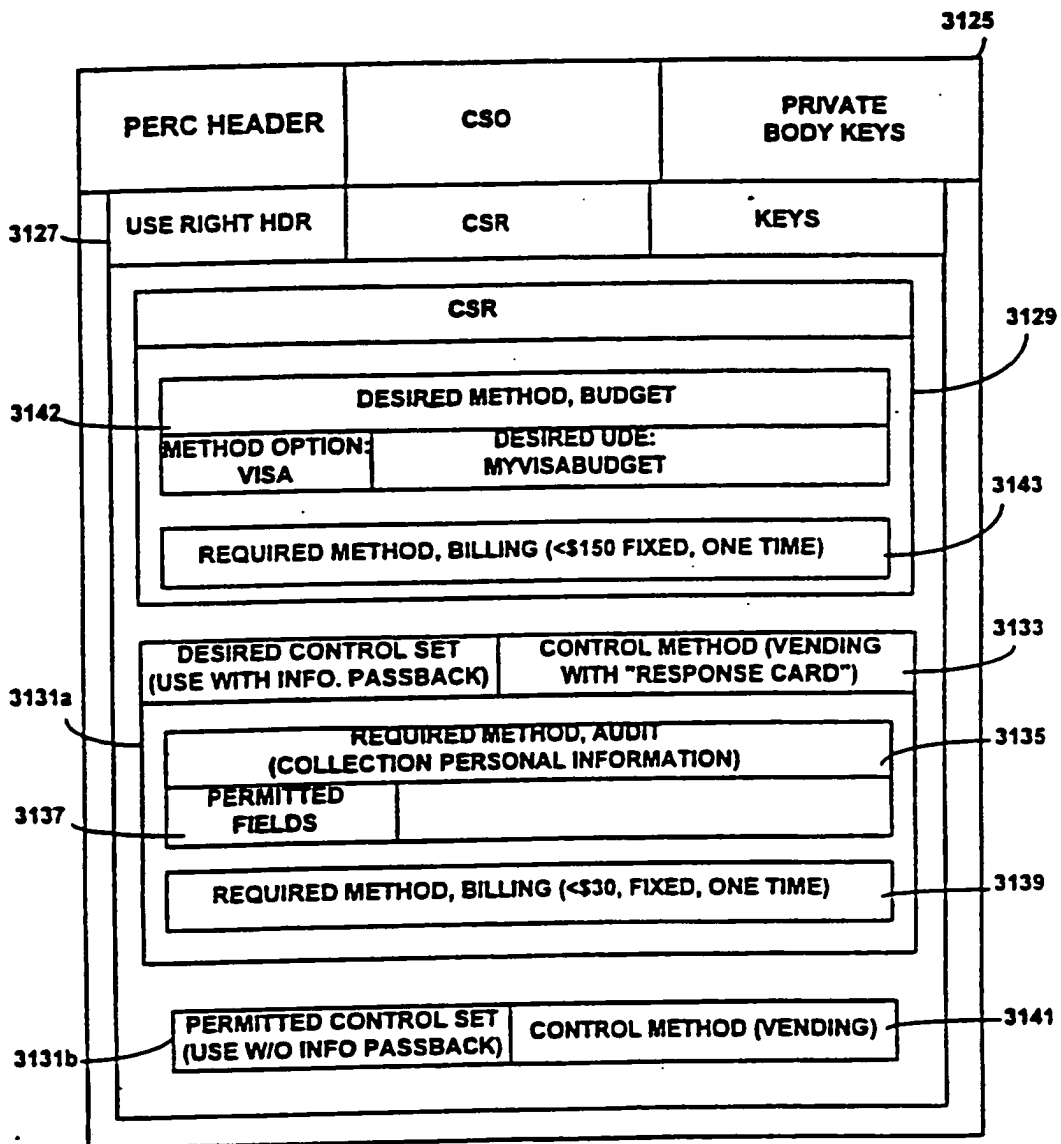 3125
PERC HEADER
CSO
PRIVATE
BODY KEYS
3127
USE RIGHT HDR
CSR
KEYS
CSR
3129
DESIRED METHOD, BUDGET
3142
METHOD OPTION:
VISA
DESIRED UDE:
MYVISABUDGET
3143
REQUIRED METHOD, BILLING (<$150 FIXED, ONE TIME)
3133
DESIRED CONTROL SET
(USE WITH INFO. PASSBACK)
CONTROL METHOD (VENDING
WITH "RESPONSE CARD")
3131a
REQUIRED METHOD, AUDIT
(COLLECTION PERSONAL INFORMATION)
3135
3137
PERMITTED
FIELDS
REQUIRED METHOD, BILLING (<$30, FIXED, ONE TIME)
3139
PERMITTED CONTROL SET
(USE W/O INFO PASSBACK)
CONTROL METHOD (VENDING)
3141
3131b